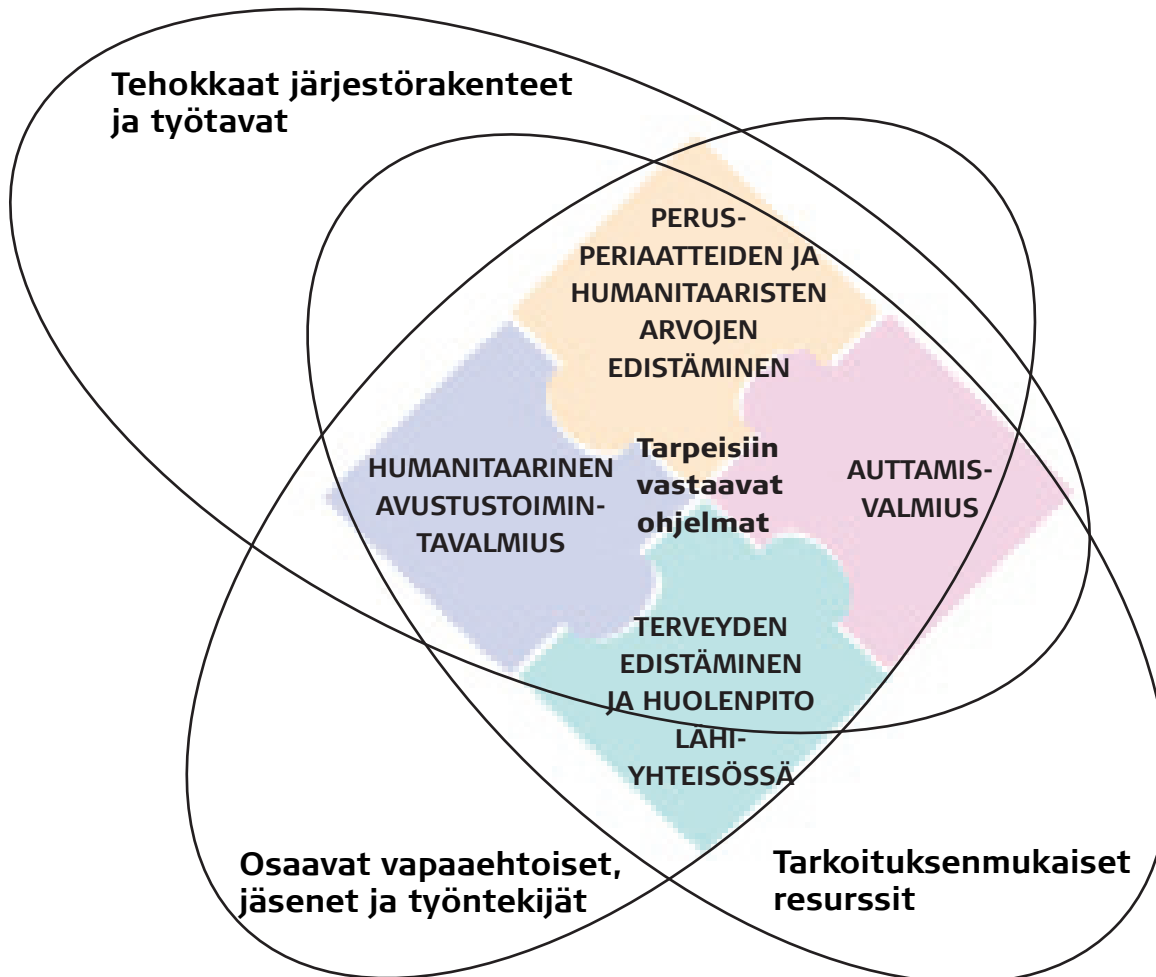 Tehokkaat järjestörakenteet
ja työtavat
PERUS-
PERIAATTEIDEN JA
HUMANITAARISTEN
ARVOJEN
EDISTÄMINEN
HUMANITAARINEN
AVUSTUSTOIMIN-
TAVALMIUS
Tarpeisiin
vastaavat
ohjelmat
AUTTAMIS-
VALMIUS
TERVEYDEN
EDISTÄMINEN
JA HUOLENPITO
LÄHI-
YHTEISÖSSÄ
Osaavat vapaaehtoiset,
jäsenet ja työntekijät
Tarkoituksenmukaiset
resurssit